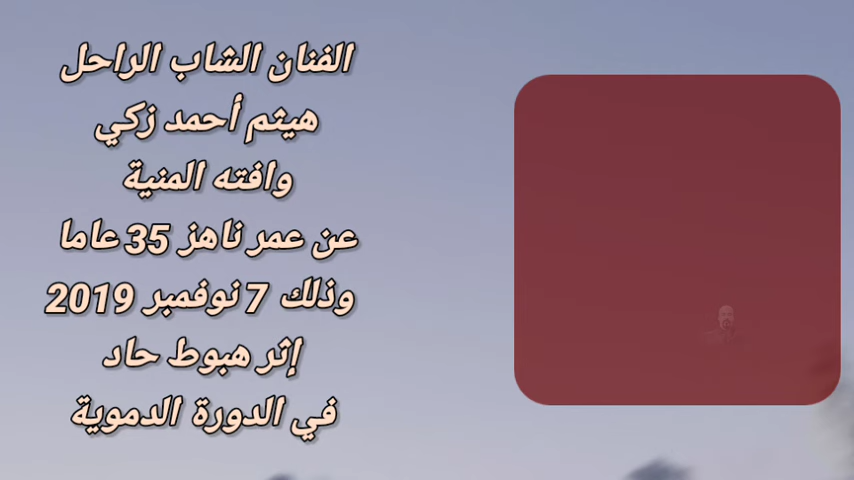 الفنان الشاب الراحل
هيثم أحمد زكي
وافته المنية
عن عمر ناهز 35 عاما
وذلك 7 نوفمبر 2019
إثر هبوط حاد
في الدورة الدموية